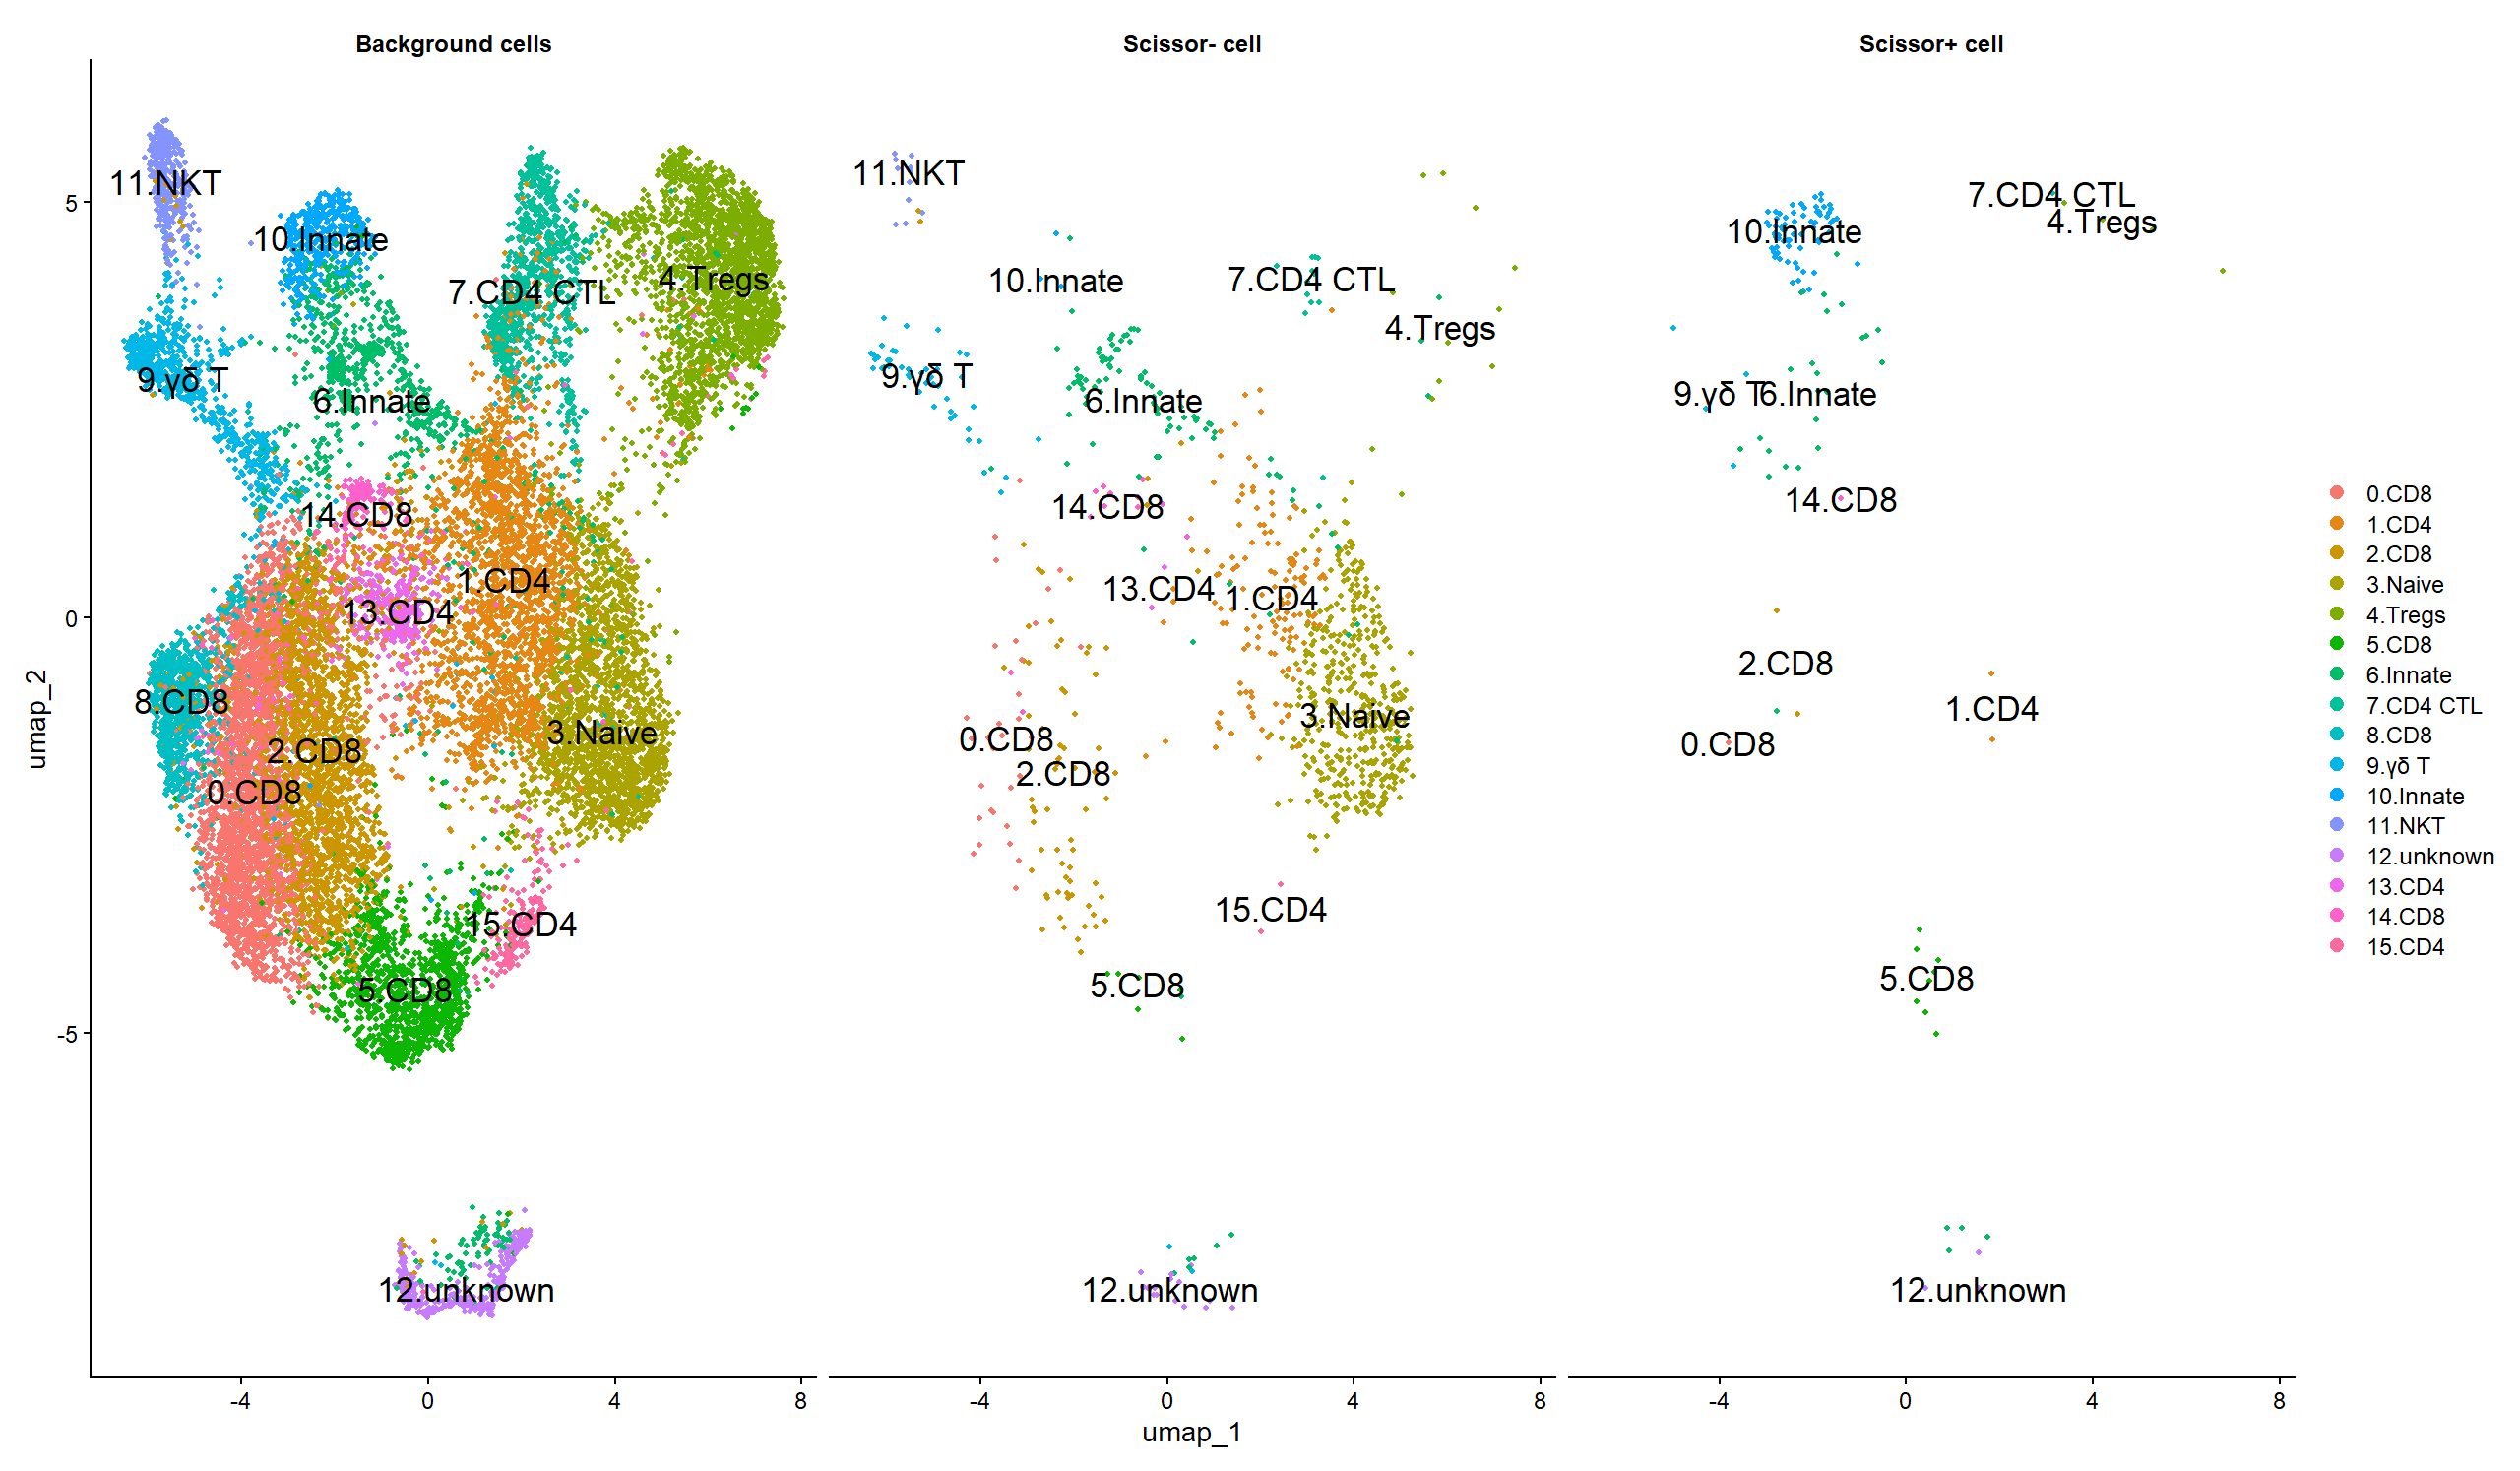 Background cells
Scissor- cell
Scissor+ cell
umap_2
5
0
-5
11.NKT
10.Innate
7.CD4 CTL
4.Tregs
9.γδ T
6.Innate
14.CD8
1.CD4
13.CD4
8.CD8
3.Naive
2.CD8
0.CD8
15.CD4
5.CD8
12.unknown
11.NKT
10.Innate
7.CD4 CTL
4.Tregs
9.γδ T
6.Innate
14.CD8
13.CD4
1.CD4
3.Naive
0.CD8
2.CD8
15.CD4
5.CD8
12.unknown
7.CD4 CTL
4.Tregs
10.Innate
9.γδ T
6.Innate
14.CD8
2.CD8
1.CD4
0.CD8
5.CD8
12.unknown
-4
0
4
8
-4
0
4
8
-4
0
4
8
umap_1
0.CD8
1.CD4
2.CD8
3.Naive
4.Tregs
5.CD8
6.Innate
7.CD4 CTL
8.CD8
9.γδ T
10.Innate
11.NKT
12.unknown
13.CD4
14.CD8
15.CD4